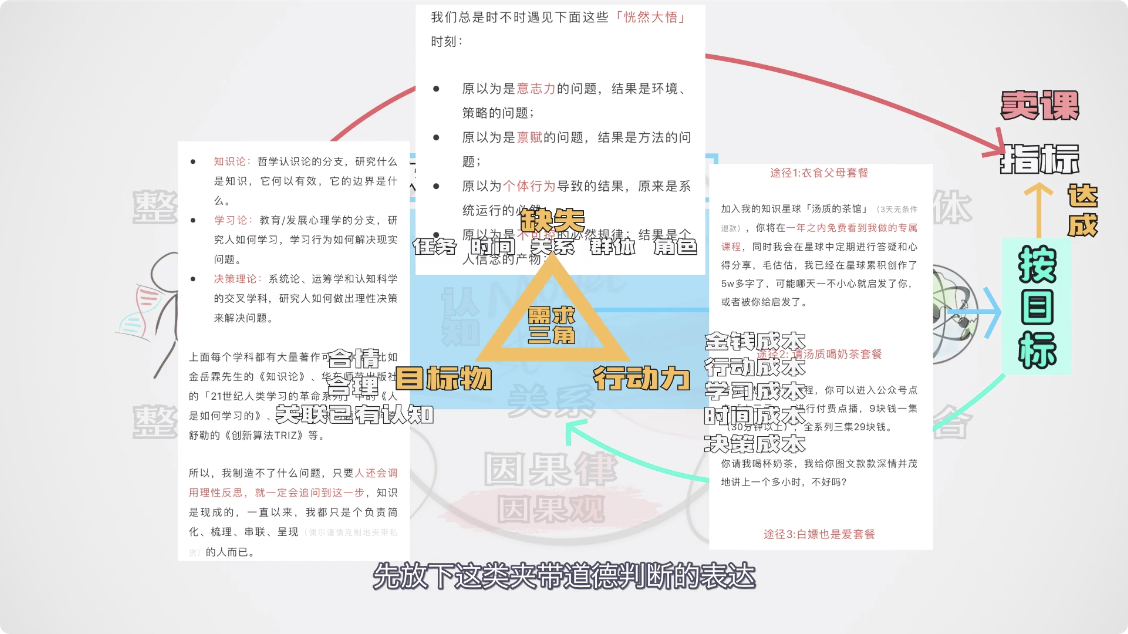 我们总是时不时遇见下面这些「恍然大悟」
时刻：
原以为是意志力的问题，结果是环境、
策略的问题；
原以为是禀赋的问题，结果是方法的问
题；
原以为个体行为导致的结果，原来是系
统运行的必然
原以为是不可控的必然规律；结果是个
人信念的产物；
缺失
任务 时间 关系 群体 角色
需求
三角
目标物
行动力
合情
合理
关联已有认知
金钱成本
行动成本
学习成本
时间成本
决策成本
知识论：哲学认识论的分支，研究什么
是知识，它何以有效，它的边界是什
么。
学习论：教育/发展心理学的分支，研
究人如何学习，学习行为如何解决现实
问题。
决策理论：系统论、运筹学和认知科学
的交叉学科，研究人如何做出理性决策
来解决问题。
上面每个学科都有大量著作可 比如
金岳霖先生的《知识论》、华东师范出版社
的「21世纪人类学习的革命系列」中的《人
是如何学习的》、
舒勒的《创新算法TRIZ》等。
所以，我制造不了什么问题，只要人还会调
用理性反思，就一定会追问到这一步，知识
是现成的，一直以来，我都只是个负责简
化、梳理、串联、呈现
的人而已。
途径1:衣食父母套餐
加入我的知识星球「汤质的茶馆」（3天无条件
退款），你将在一年之内免费看到我做的专属
课程，同时我会在星球中定期进行答疑和心
得分享，毛估估，我已经在星球累积创作了
5w多字了，可能哪天一不小心就启发了你，
或者被你给启发了。
途径2: 请汤质喝奶茶套餐
程，你可以进入公众号点
进行付费点播，9块钱一集
（30分钟以上），全系列三集29块钱。
你请我喝杯奶茶，我给你图文款款深情并茂
地讲上一个多小时，不好吗?
途径3:白嫖也是爱套餐
卖课
指标
达
成
按
目
标
整
体
认
知
关系
整
合
因果律
因果观
先放下这类夹带道德判断的表达